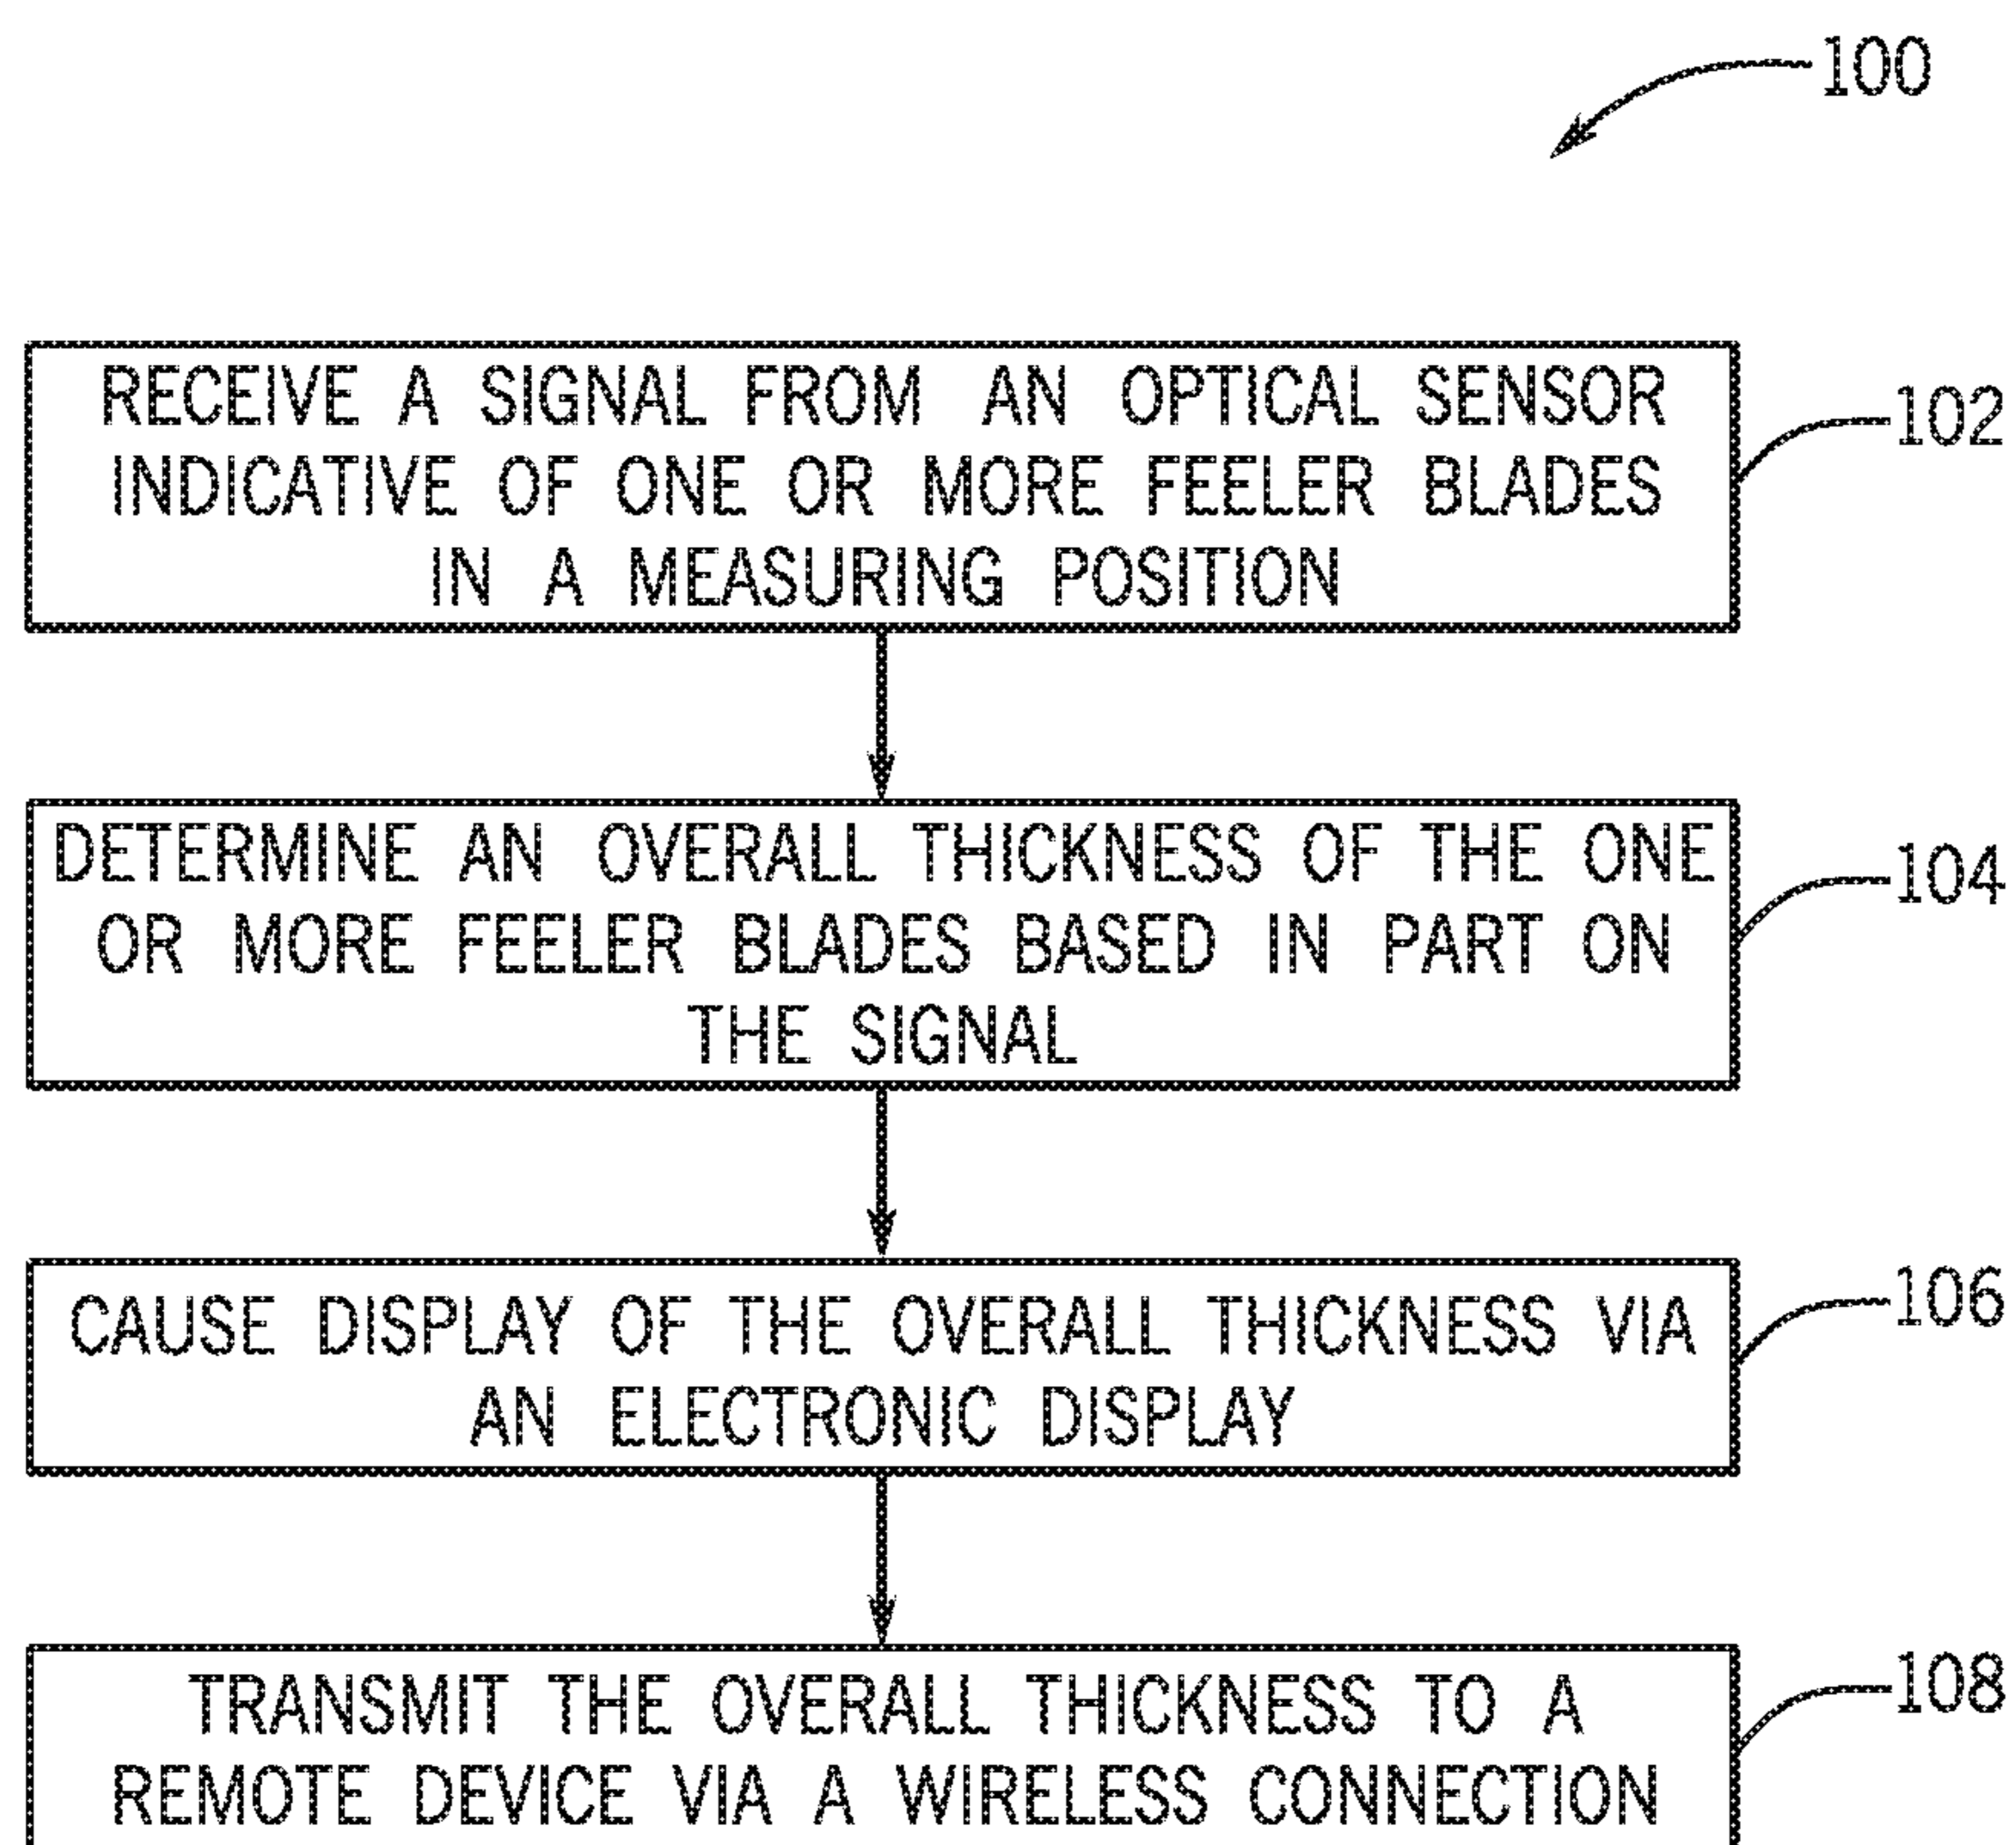 100
RECEIVE A SIGNAL FROM AN OPTICAL SENSOR
INDICATIVE OF ONE OR MORE FEELER BLADES
IN A MEASURING POSITION
102
DETERMINE AN OVERALL THICKNESS OF THE ONE
OR MORE FEELER BLADES BASED IN PART ON
THE SIGNAL
104
CAUSE DISPLAY OF THE OVERALL THICKNESS VIA
AN ELECTRONIC DISPLAY
106
TRANSMIT THE OVERALL THICKNESS TO A
REMOTE DEVICE VIA A WIRELESS CONNECTION
108